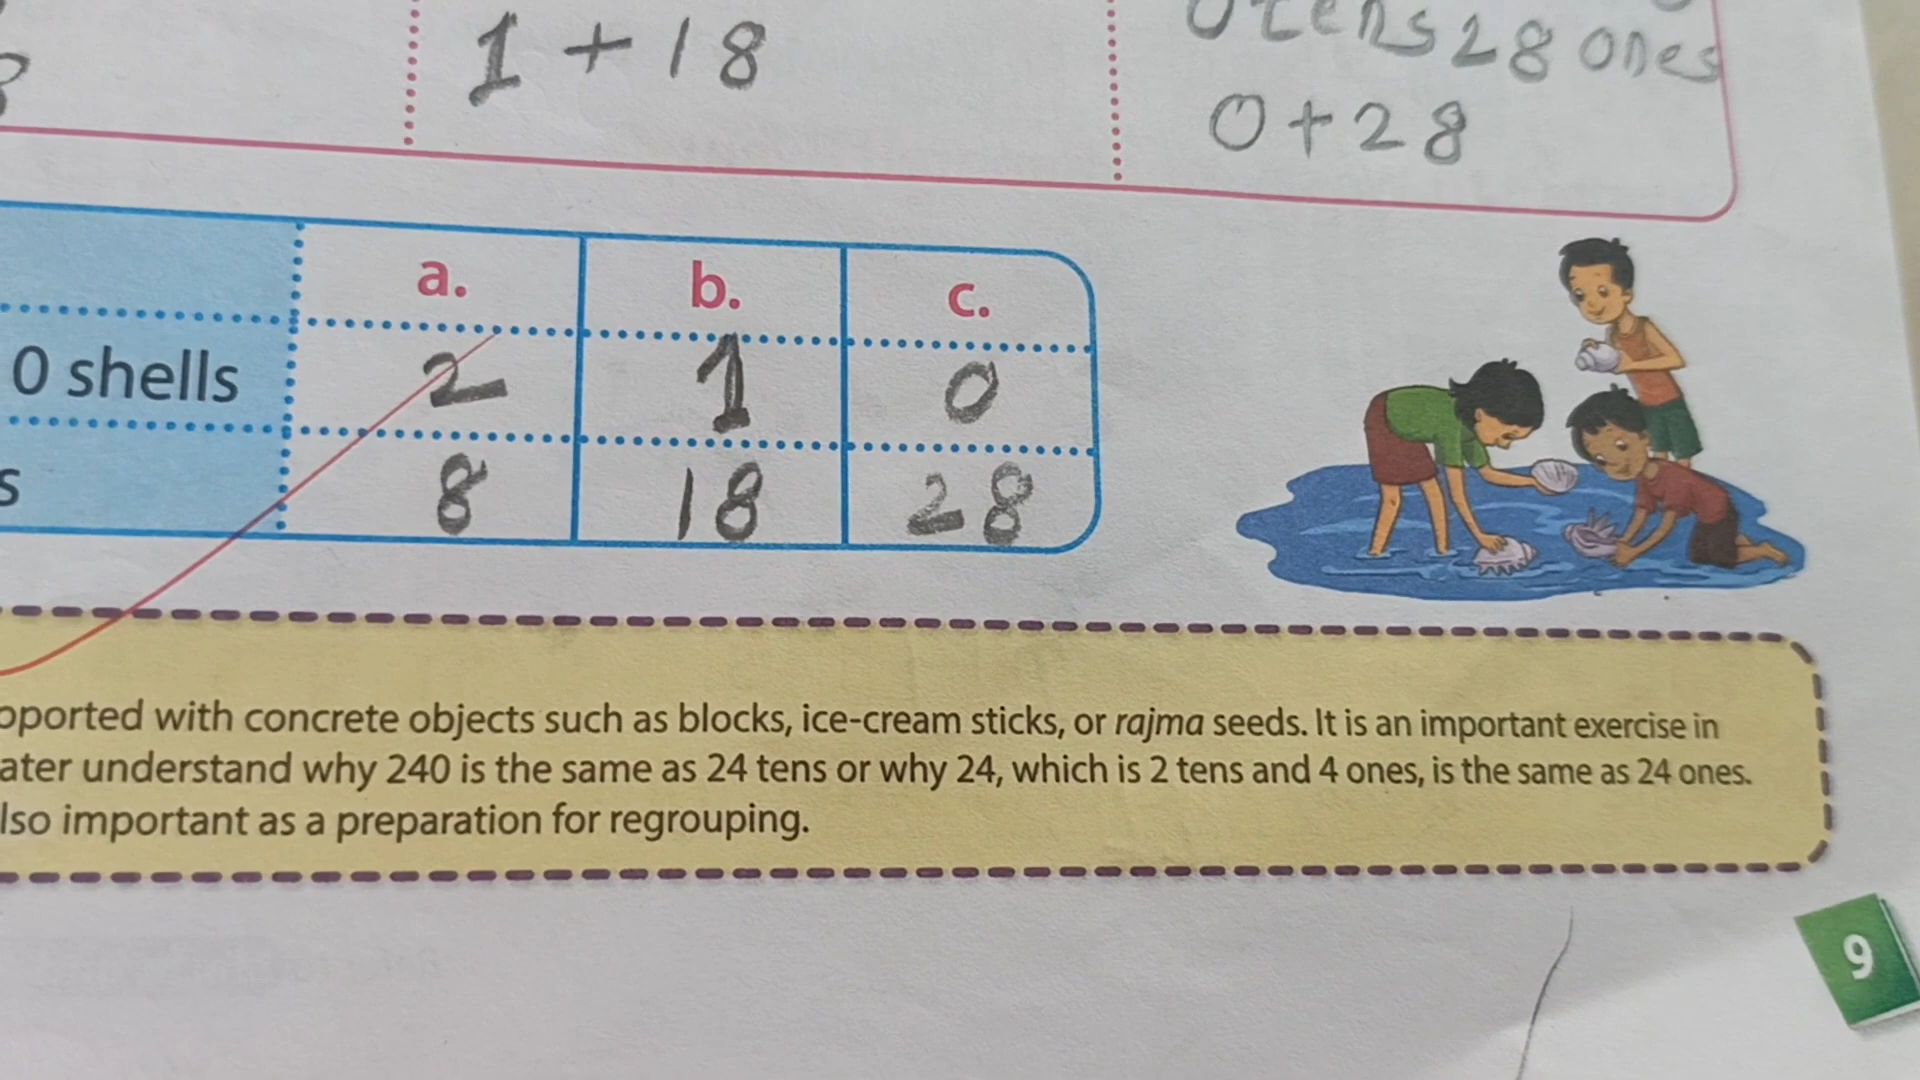 1 + 18
0 tens 28 ones
0 + 28
a. b. c.
0 shells 2 1 0
s 8 18 28
pported with concrete objects such as blocks, ice-cream sticks, or rajma seeds. It is an important exercise in
ater understand why 240 is the same as 24 tens or why 24, which is 2 tens and 4 ones, is the same as 24 ones.
lso important as a preparation for regrouping.
9